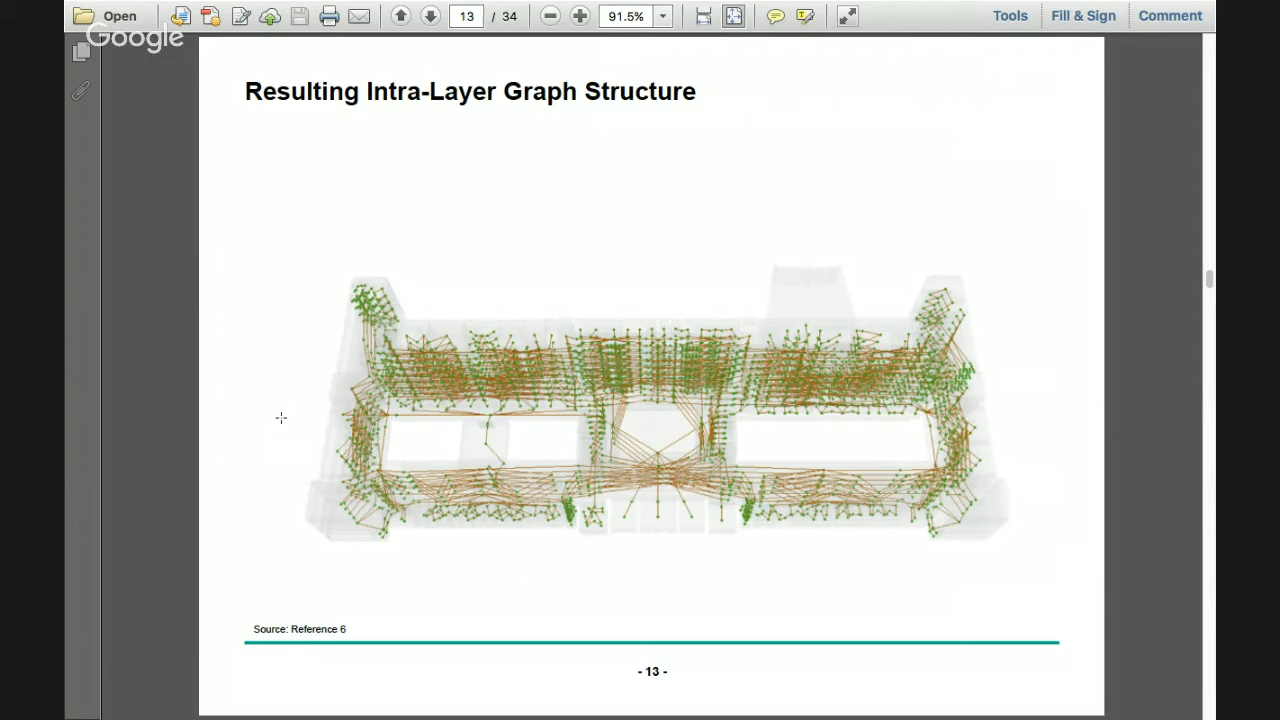 Open
13 / 34
91.5%
Tools
Fill & Sign
Comment
Google
Resulting Intra-Layer Graph Structure
Source: Reference 6
- 13 -